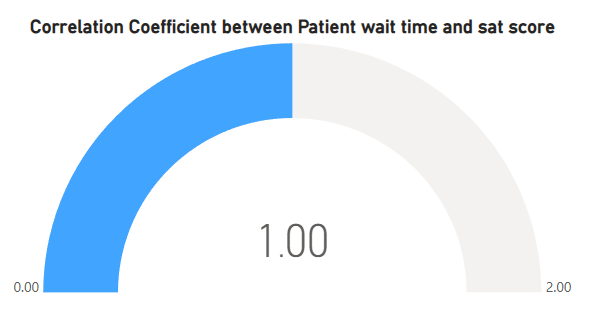 Correlation Coefficient between Patient wait time and sat score
1.00
0.00
2.00